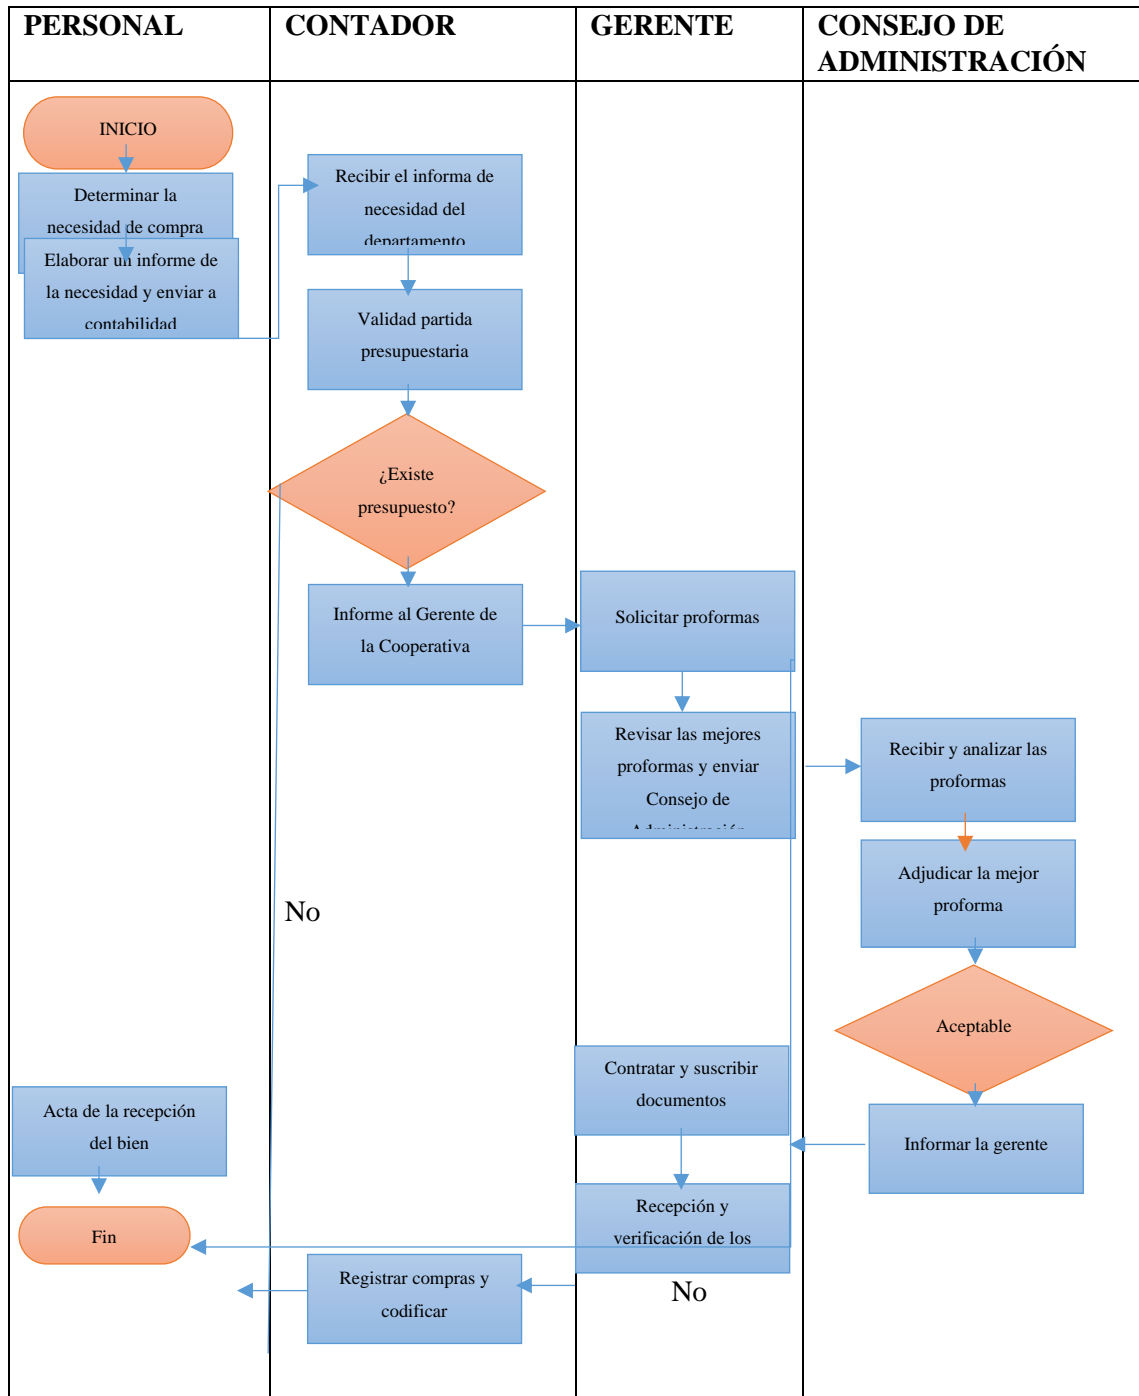 PERSONAL
CONTADOR
GERENTE
CONSEJO DE
ADMINISTRACIÓN
INICIO
Determinar la
necesidad de compra
Elaborar un informe de
la necesidad y enviar a
contabilidad
Recibir el informa de
necesidad del
departamento
Validad partida
presupuestaria
¿Existe
presupuesto?
Informe al Gerente de
la Cooperativa
Solicitar proformas
Revisar las mejores
proformas y enviar
Consejo de
Administración
Recibir y analizar las
proformas
Adjudicar la mejor
proforma
No
Aceptable
Contratar y suscribir
documentos
Acta de la recepción
del bien
Informar la gerente
Recepción y
verificación de los
Fin
Registrar compras y
codificar
No